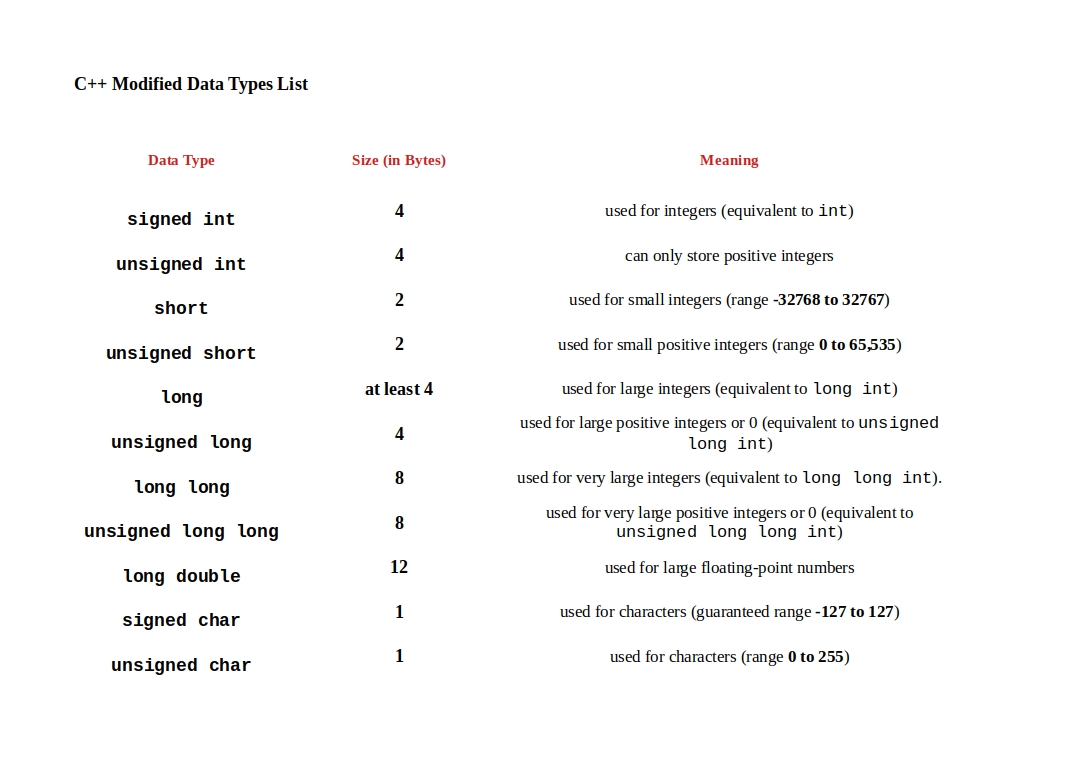 C++ Modified Data Types List
Data Type Size (in Bytes) Meaning
signed int 4 used for integers (equivalent to int)
unsigned int 4 can only store positive integers
short 2 used for small integers (range -32768 to 32767)
unsigned short 2 used for small positive integers (range 0 to 65,535)
long at least 4 used for large integers (equivalent to long int)
unsigned long 4 used for large positive integers or 0 (equivalent to unsigned
long int)
long long 8 used for very large integers (equivalent to long long int).
unsigned long long 8 used for very large positive integers or 0 (equivalent to
unsigned long long int)
long double 12 used for large floating-point numbers
signed char 1 used for characters (guaranteed range -127 to 127)
unsigned char 1 used for characters (range 0 to 255)